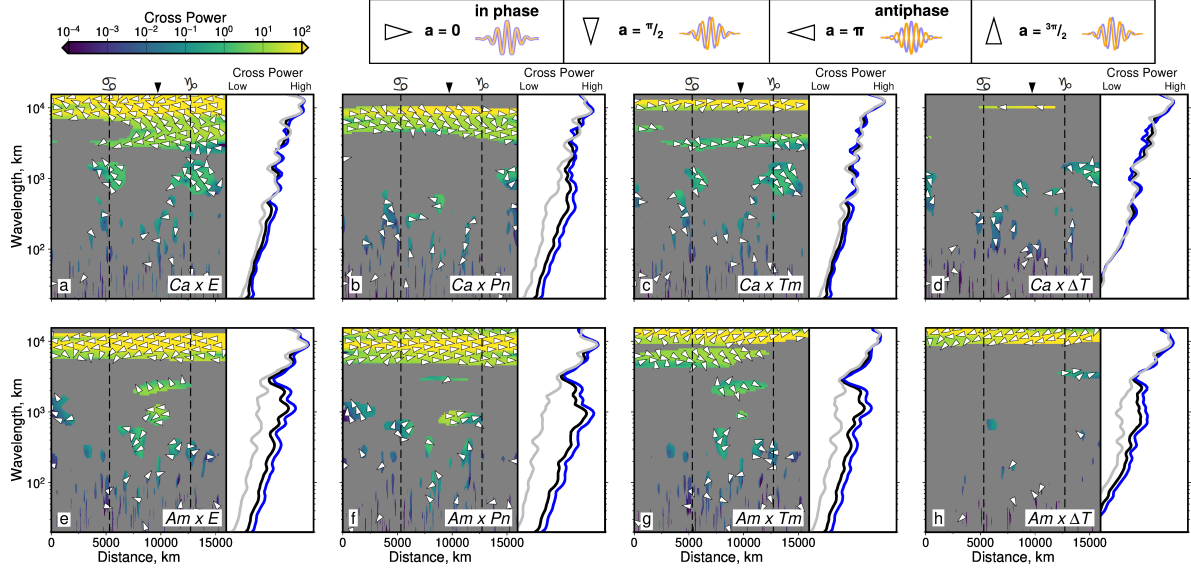 Cross Power
10⁻⁴ 10⁻³ 10⁻² 10⁻¹ 10⁰ 10¹ 10²
in phase
a = 0
a = π/2
antiphase
a = π
a = 3π/2
♋ ♑ Cross Power
Low High
♋ ♑ Cross Power
Low High
♋ ♑ Cross Power
Low High
♋ ♑ Cross Power
Low High
Wavelength, km
10⁴
10³
10²
a Ca x E
b Ca x Pn
c Ca x Tm
d Ca x ΔT
Wavelength, km
10⁴
10³
10²
e Am x E
f Am x Pn
g Am x Tm
h Am x ΔT
0 5000 10000 15000
0 5000 10000 15000
0 5000 10000 15000
0 5000 10000 15000
Distance, km
Distance, km
Distance, km
Distance, km